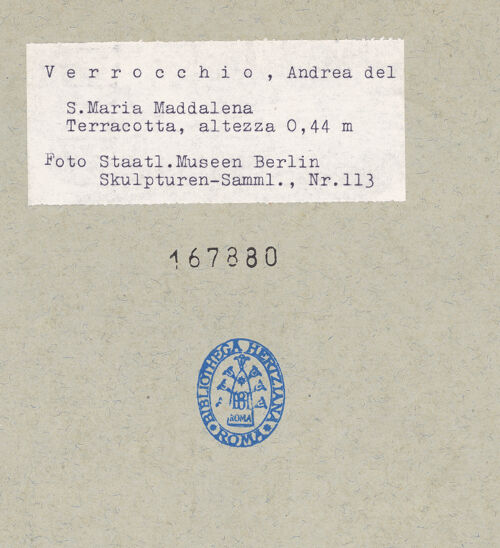 Verrocchio, Andrea del
S.Maria Maddalena
Terracotta, altezza 0,44 m
Foto Staatl.Museen Berlin
Skulpturen-Samml., Nr.113
167880
BIBLIOTHECA HERTZIANA
ROMA
ROMA